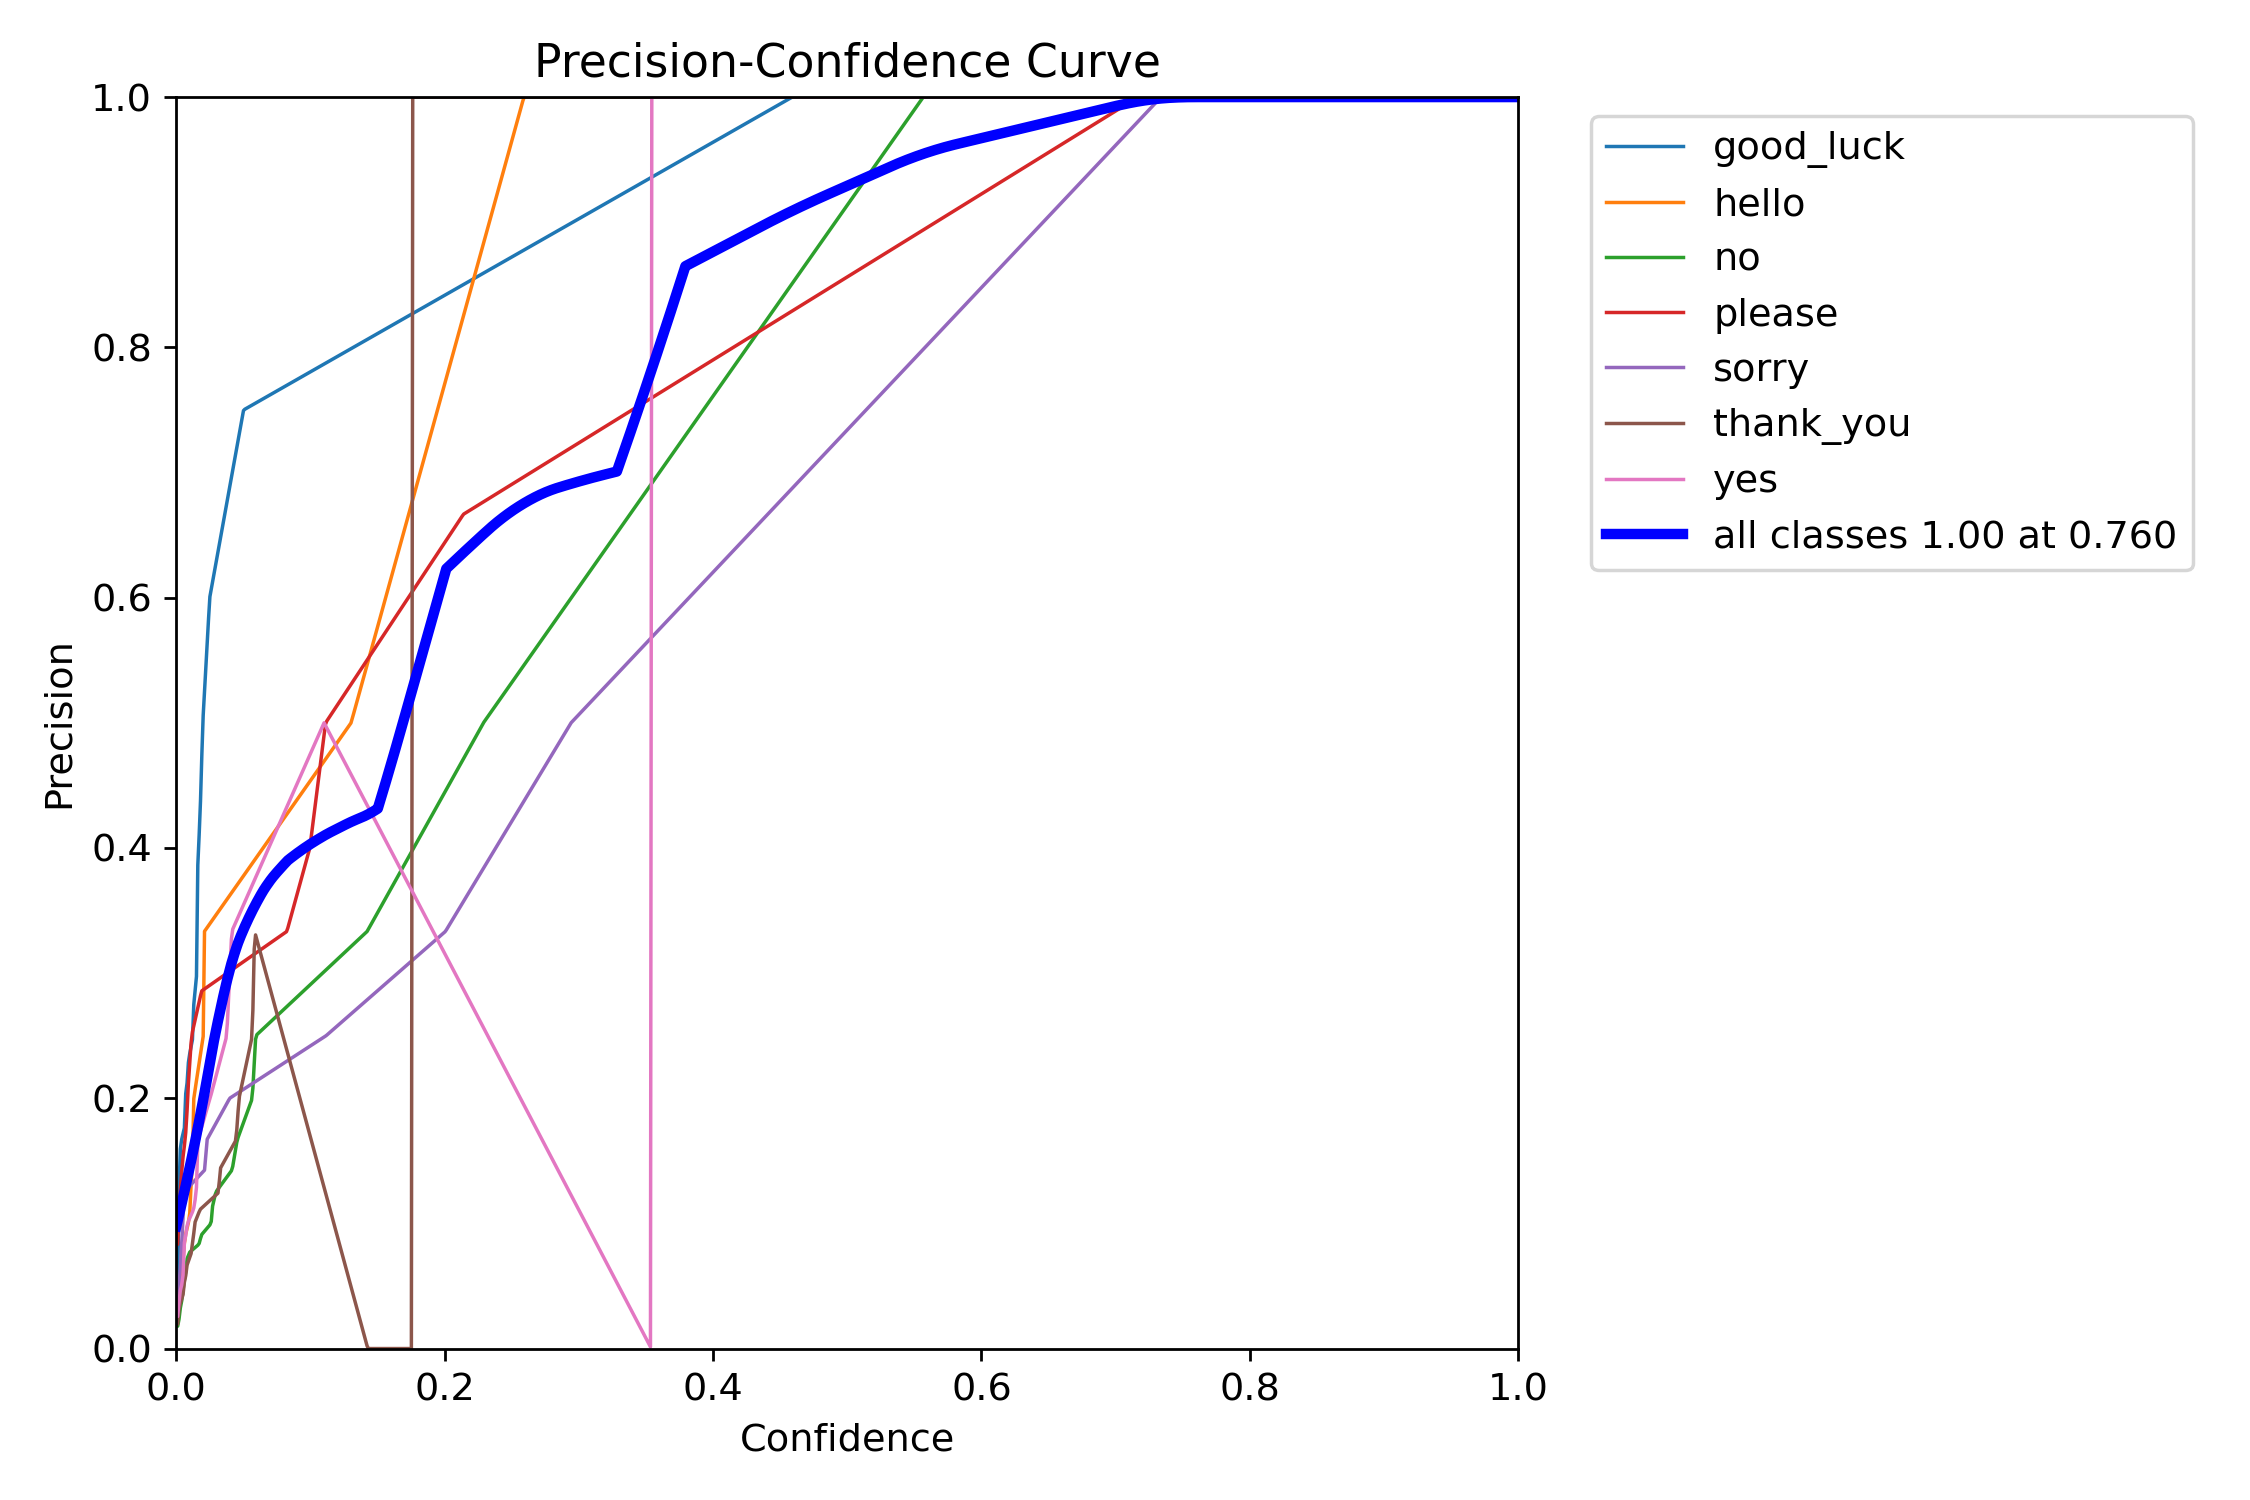 Precision-Confidence Curve
1.0
0.8
0.6
0.4
0.2
0.0
Precision
0.0 0.2 0.4 0.6 0.8 1.0
Confidence
good_luck
hello
no
please
sorry
thank_you
yes
all classes 1.00 at 0.760